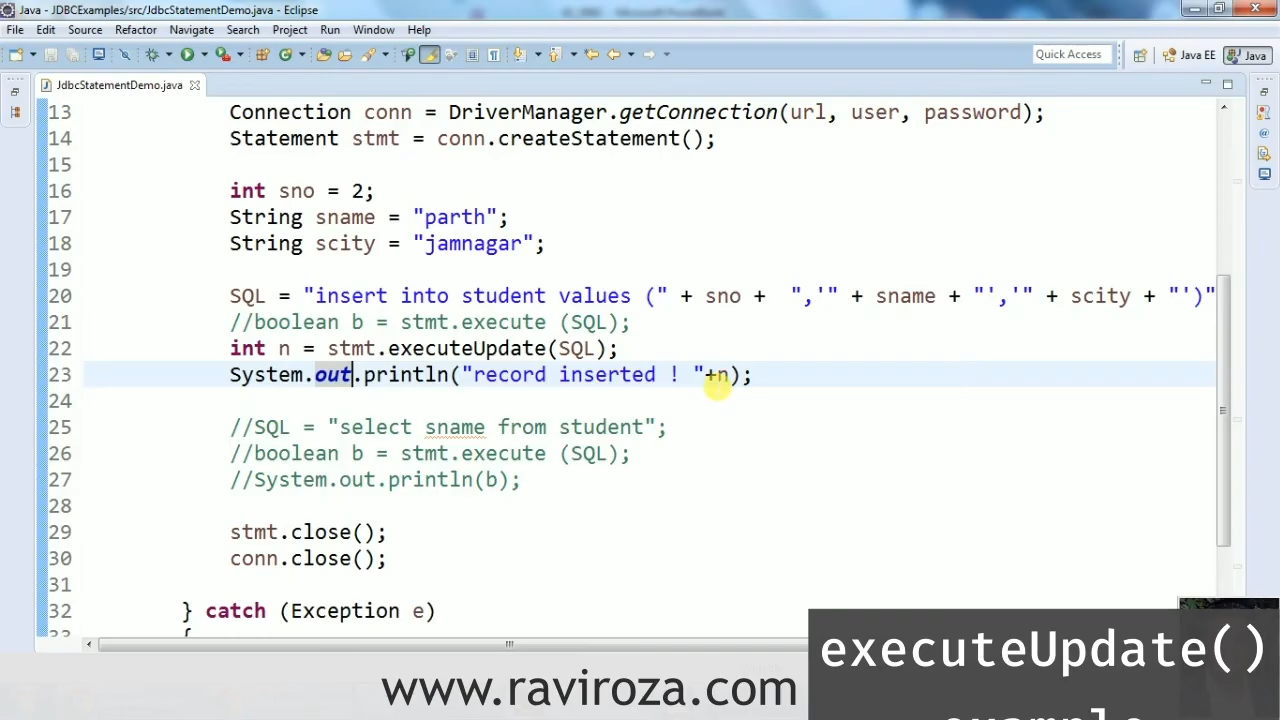 Java - JDBCExamples/src/JdbcStatementDemo.java - Eclipse
File Edit Source Refactor Navigate Search Project Run Window Help
Quick Access Java EE Java
JdbcStatementDemo.java
13 Connection conn = DriverManager.getConnection(url, user, password);
14 Statement stmt = conn.createStatement();
15
16 int sno = 2;
17 String sname = "parth";
18 String scity = "jamnagar";
19
20 SQL = "insert into student values (" + sno +  ",'" + sname + "','" + scity + "')"
21 //boolean b = stmt.execute (SQL);
22 int n = stmt.executeUpdate(SQL);
23 System.out.println("record inserted ! "+n);
24
25 //SQL = "select sname from student";
26 //boolean b = stmt.execute (SQL);
27 //System.out.println(b);
28
29 stmt.close();
30 conn.close();
31
32 } catch (Exception e)
33 {
executeUpdate()
example
www.raviroza.com